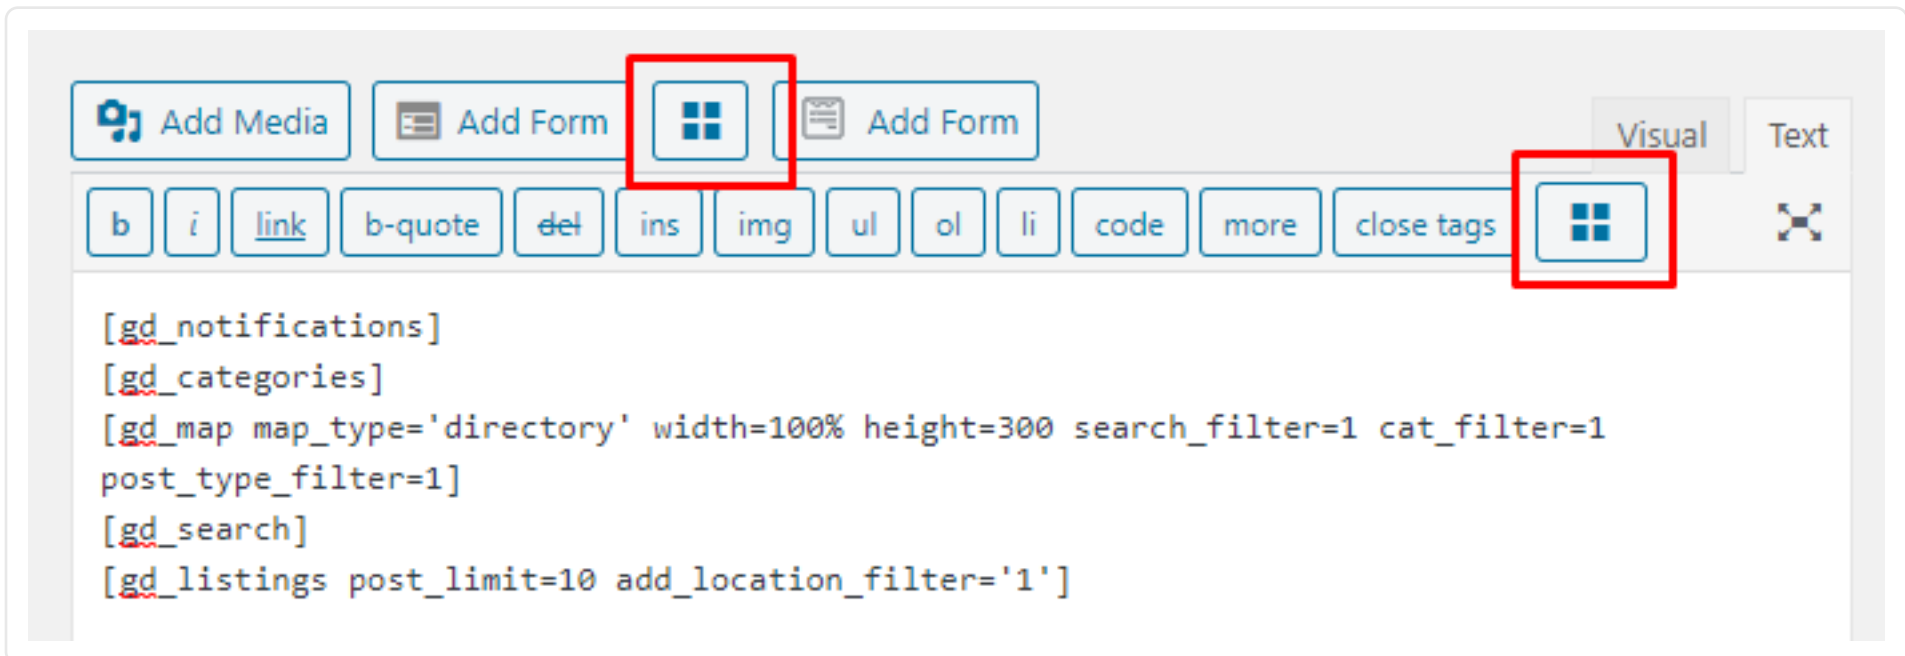 Add Media Add Form Add Form
Visual Text
b i link b-quote del ins img ul ol li code more close tags
[gd_notifications]
[gd_categories]
[gd_map map_type='directory' width=100% height=300 search_filter=1 cat_filter=1
post_type_filter=1]
[gd_search]
[gd_listings post_limit=10 add_location_filter='1']